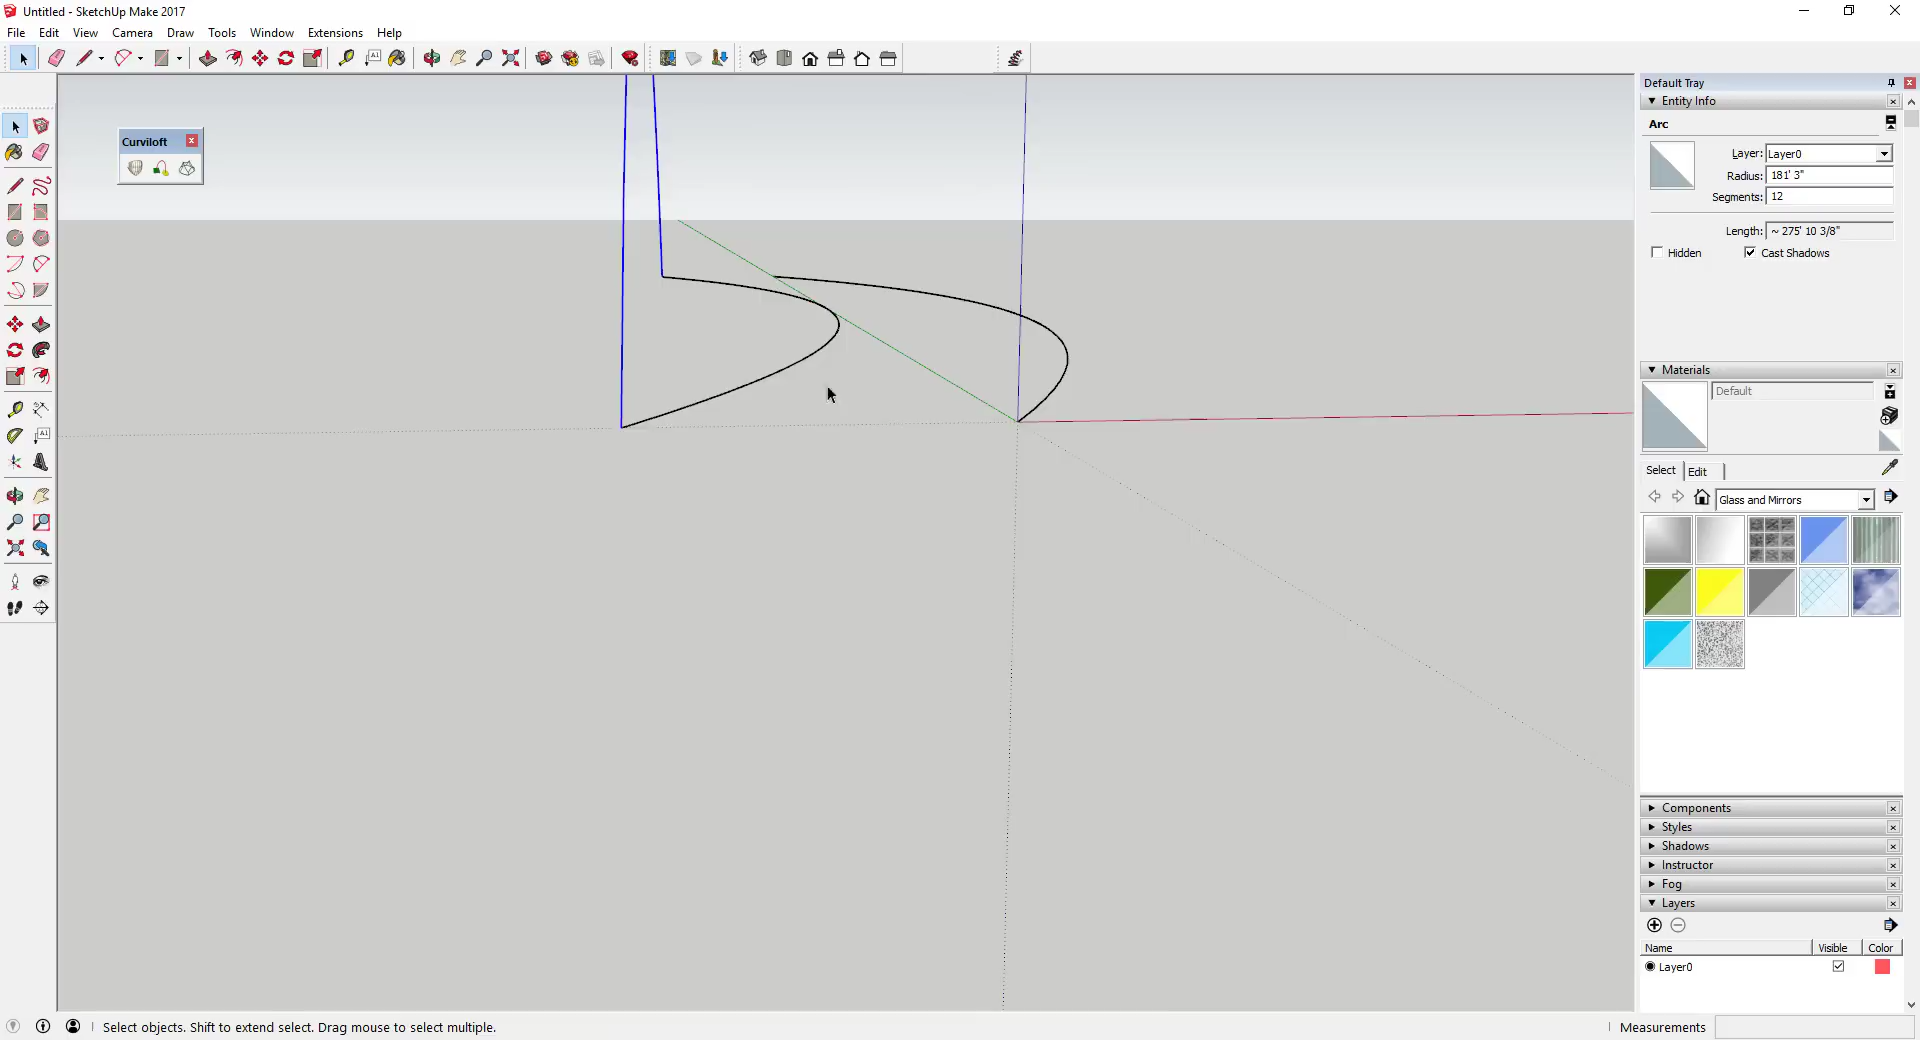 Untitled - SketchUp Make 2017
File Edit View Camera Draw Tools Window Extensions Help
Curviloft
Default Tray
Entity Info
Arc
Layer: Layer0
Radius: 181' 3"
Segments: 12
Length: ~ 275' 10 3/8"
Hidden Cast Shadows
Materials
Default
Select Edit
Glass and Mirrors
Components
Styles
Shadows
Instructor
Fog
Layers
Name Visible Color
Layer0
Select objects. Shift to extend select. Drag mouse to select multiple.
Measurements